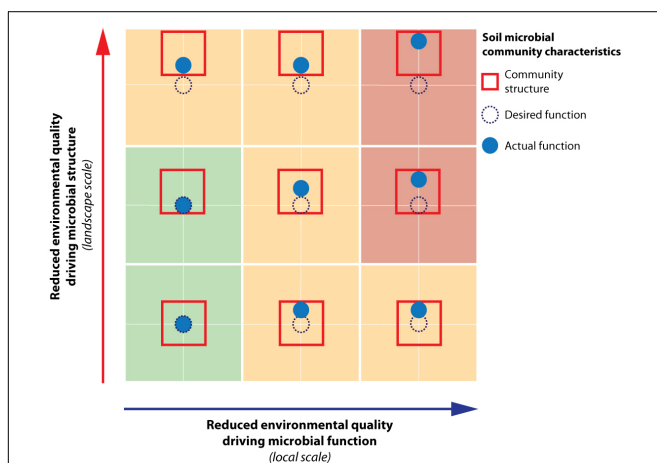 Soil microbial
community characteristics
Community
structure
Desired function
Actual function
Reduced environmental quality
driving microbial structure
(landscape scale)
Reduced environmental quality
driving microbial function
(local scale)